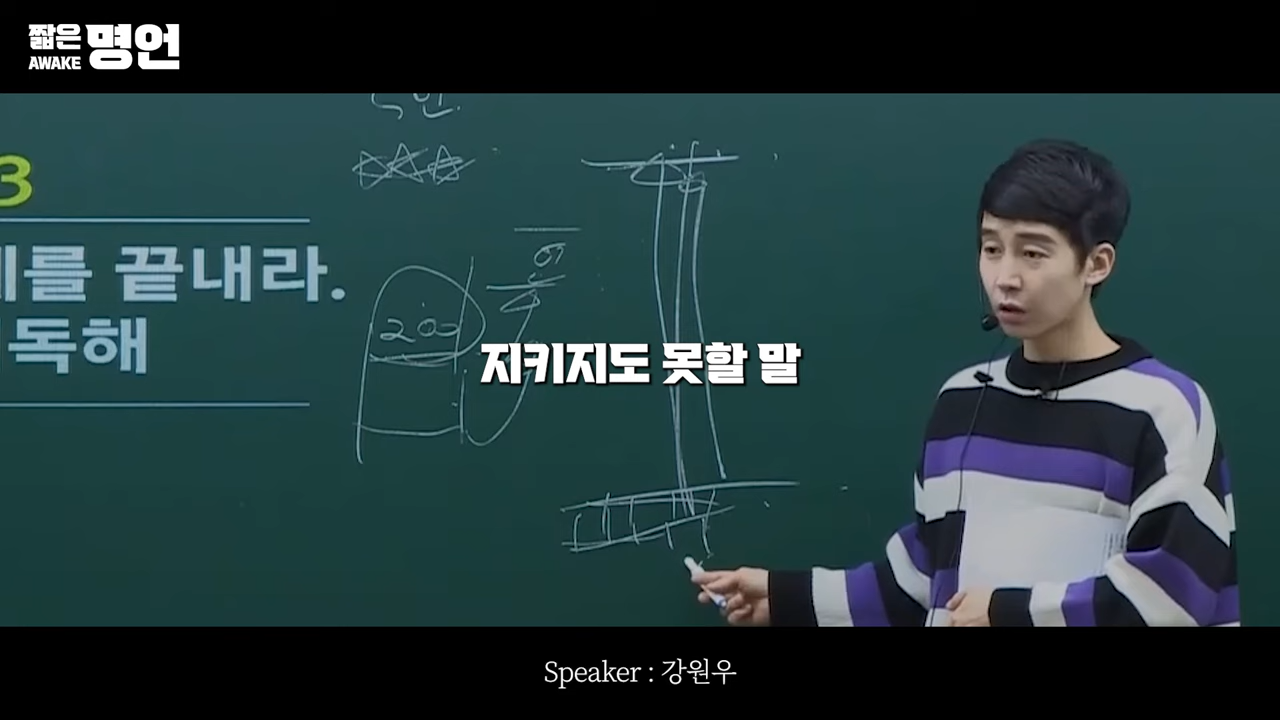 짧은 명언
AWAKE
3
를 끝내라.
독해
지키지도 못할 말
Speaker : 강원우